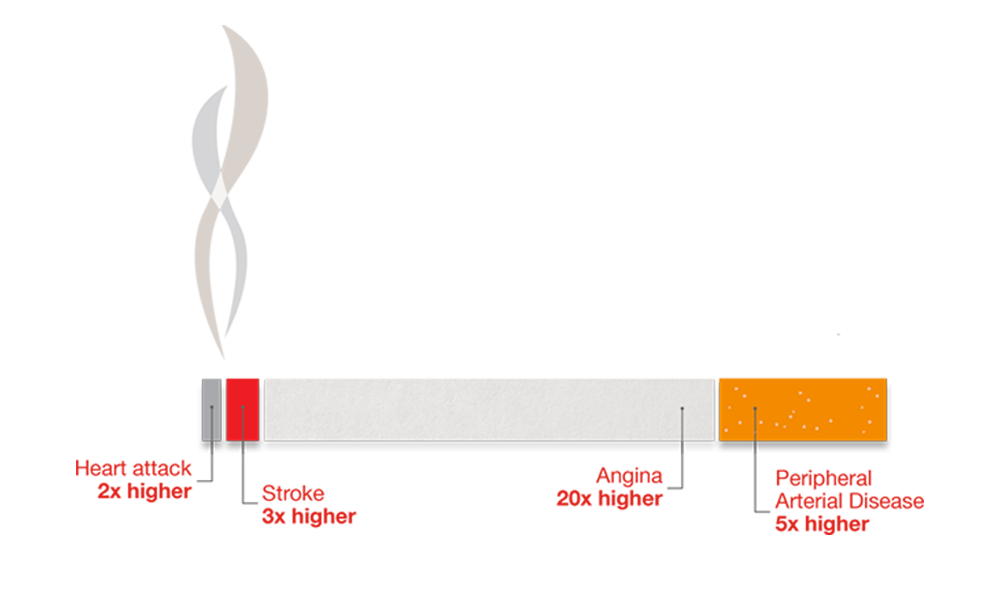 Heart attack
2x higher
Stroke
3x higher
Angina
20x higher
Peripheral
Arterial Disease
5x higher